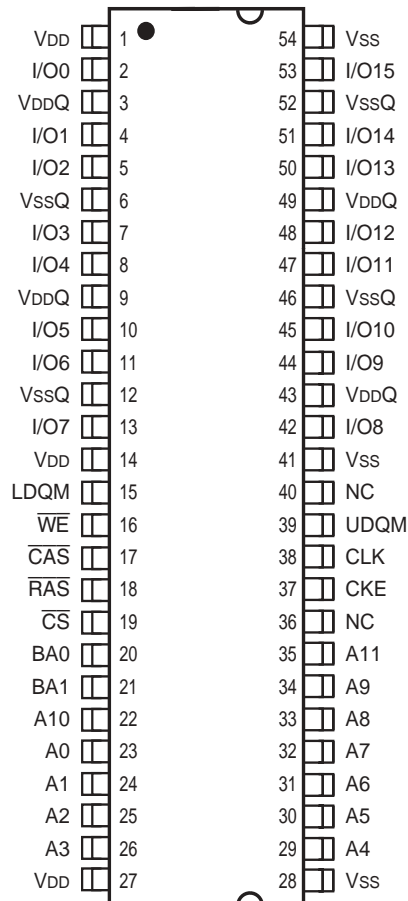 VDD 1 54 VSS
I/O0 2 53 I/O15
VDDQ 3 52 VSSQ
I/O1 4 51 I/O14
I/O2 5 50 I/O13
VSSQ 6 49 VDDQ
I/O3 7 48 I/O12
I/O4 8 47 I/O11
VDDQ 9 46 VSSQ
I/O5 10 45 I/O10
I/O6 11 44 I/O9
VSSQ 12 43 VDDQ
I/O7 13 42 I/O8
VDD 14 41 VSS
LDQM 15 40 NC
W̅E̅ 16 39 UDQM
C̅A̅S̅ 17 38 CLK
R̅A̅S̅ 18 37 CKE
C̅S̅ 19 36 NC
BA0 20 35 A11
BA1 21 34 A9
A10 22 33 A8
A0 23 32 A7
A1 24 31 A6
A2 25 30 A5
A3 26 29 A4
VDD 27 28 VSS